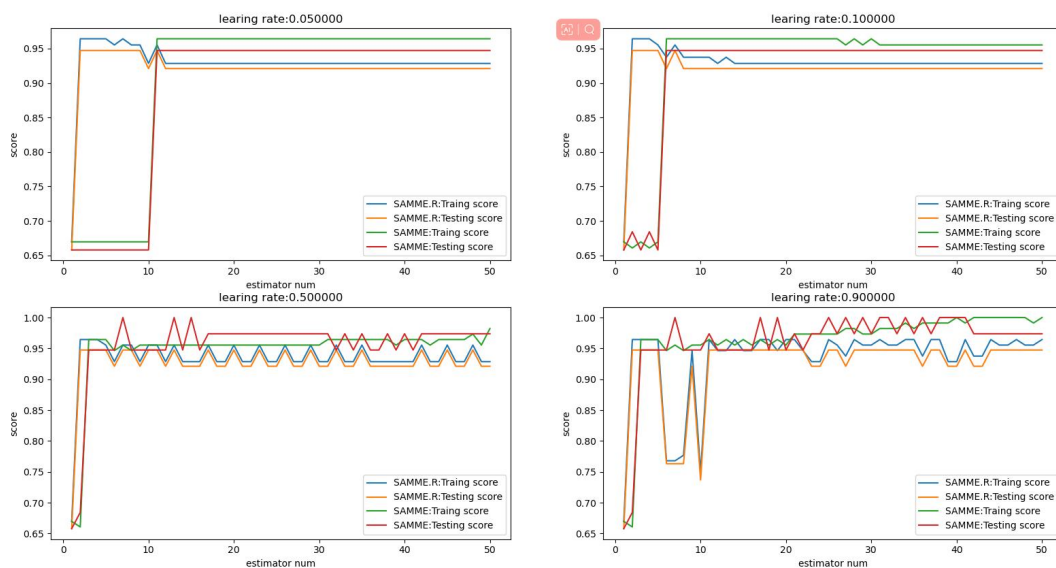 learing rate:0.050000
score
0.95
0.90
0.85
0.80
0.75
0.70
0.65
0 10 20 30 40 50
estimator num
SAMME.R:Traing score
SAMME.R:Testing score
SAMME:Traing score
SAMME:Testing score
learing rate:0.100000
score
0.95
0.90
0.85
0.80
0.75
0.70
0.65
0 10 20 30 40 50
estimator num
SAMME.R:Traing score
SAMME.R:Testing score
SAMME:Traing score
SAMME:Testing score
learing rate:0.500000
score
1.00
0.95
0.90
0.85
0.80
0.75
0.70
0.65
0 10 20 30 40 50
estimator num
SAMME.R:Traing score
SAMME.R:Testing score
SAMME:Traing score
SAMME:Testing score
learing rate:0.900000
score
1.00
0.95
0.90
0.85
0.80
0.75
0.70
0.65
0 10 20 30 40 50
estimator num
SAMME.R:Traing score
SAMME.R:Testing score
SAMME:Traing score
SAMME:Testing score